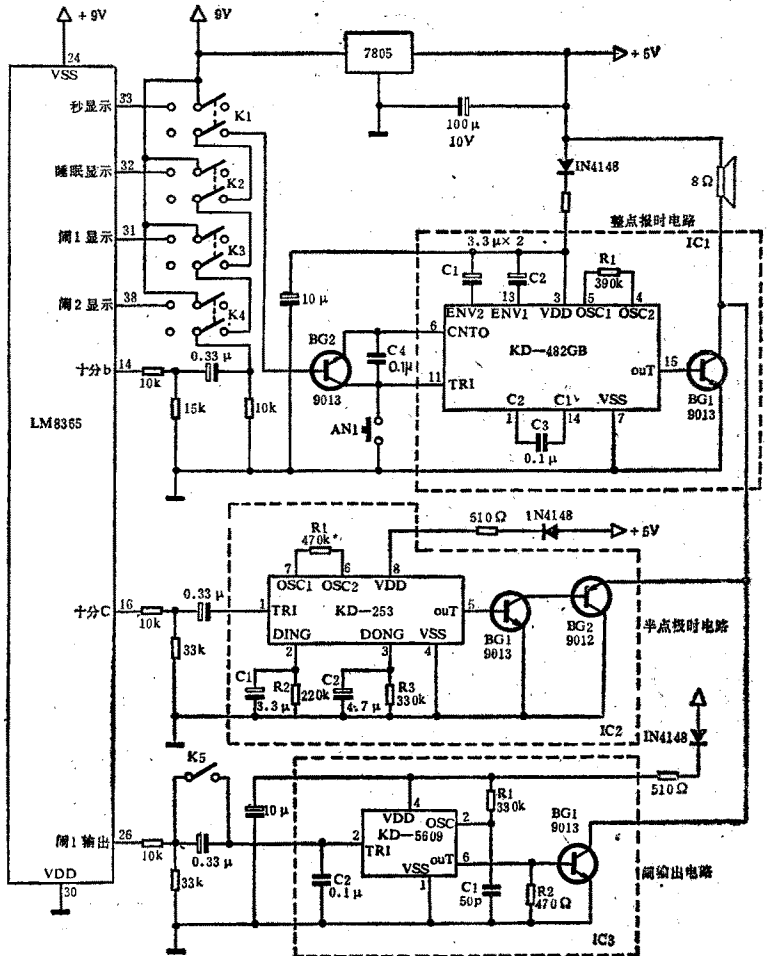 +9V
9V
24
VSS
7805
+5V
秒显示
33
K1
100μ
10V
IN4148
8Ω
睡眠显示
32
K2
整点报时电路
闹1显示
31
K3
3.3μ×2
IC1
R1
390k
10μ
C1
C2
13
3
5
4
闹2显示
38
K4
ENV2
ENV1
VDD
OSC1
OSC2
6
CNTO
BG2
9013
C4
0.1μ
KD—482GB
ouT
15
十分b
14
10k
0.33μ
11
TRI
BG1
9013
LM8365
15k
10k
AN1
C2
C1
VSS
1
14
7
C3
0.1μ
510Ω
1N4148
+5V
R1
470k*
7
6
8
OSC1
OSC2
VDD
十分C
16
10k
0.33μ
1
TRI
KD—253
ouT
5
DING
DONG
VSS
2
3
4
BG1
9013
BG2
9012
半点极时电路
33k
C1
3.3μ
R2
220k
C2
4.7μ
R3
330k
IC2
K5
IN4148
510Ω
10μ
R1
330k
4
VDD
OSC
2
KD—5609
BG1
9013
闹1输出
26
10k
0.33μ
2
TRI
ouT
6
VSS
1
闹输出电路
33k
C2
0.1μ
C1
50p
R2
470Ω
VDD
30
IC3